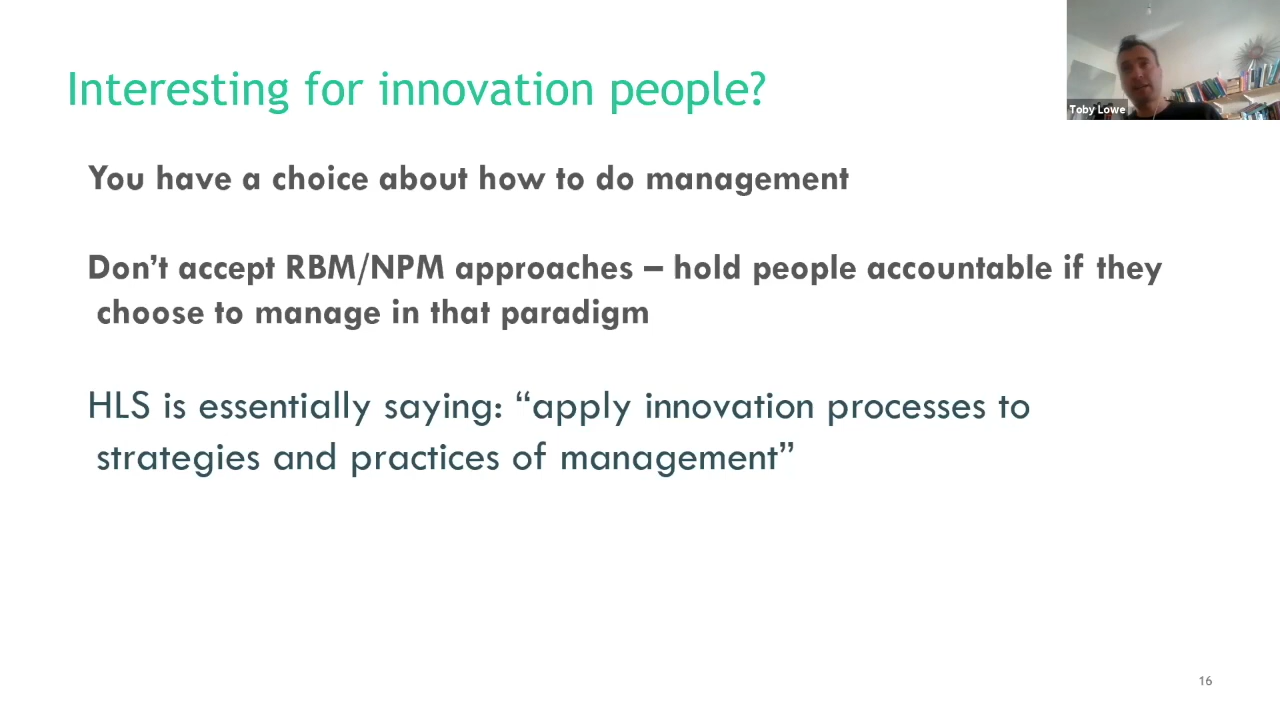 Interesting for innovation people?
Toby Lowe
You have a choice about how to do management
Don’t accept RBM/NPM approaches – hold people accountable if they
choose to manage in that paradigm
HLS is essentially saying: “apply innovation processes to
strategies and practices of management”
16